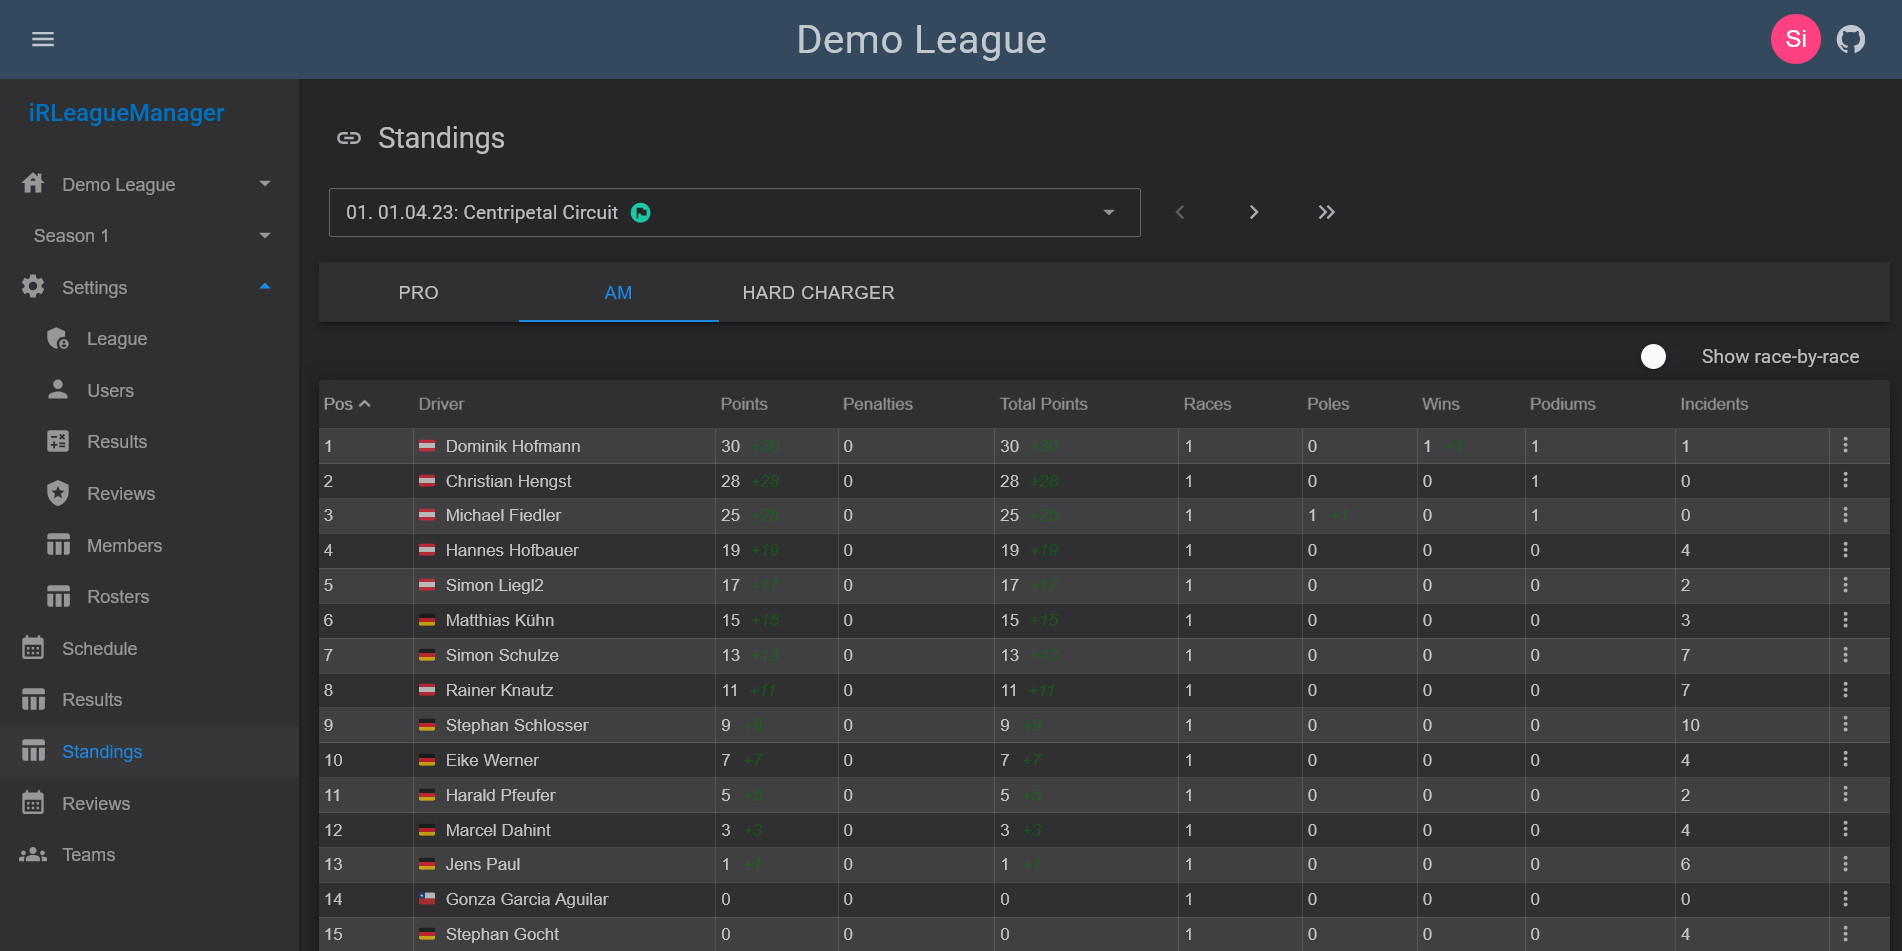 Demo League
Si
iRLeagueManager
Demo League
Season 1
Settings
League
Users
Results
Reviews
Members
Rosters
Schedule
Results
Standings
Reviews
Teams
Standings
01. 01.04.23: Centripetal Circuit
PRO AM HARD CHARGER
Show race-by-race
Pos Driver Points Penalties Total Points Races Poles Wins Podiums Incidents
1 Dominik Hofmann 30 +30 0 30 +30 1 0 1 +1 1 1
2 Christian Hengst 28 +28 0 28 +28 1 0 0 1 0
3 Michael Fiedler 25 +25 0 25 +25 1 1 +1 0 1 0
4 Hannes Hofbauer 19 +19 0 19 +19 1 0 0 0 4
5 Simon Liegl2 17 +17 0 17 +17 1 0 0 0 2
6 Matthias Kühn 15 +15 0 15 +15 1 0 0 0 3
7 Simon Schulze 13 +13 0 13 +13 1 0 0 0 7
8 Rainer Knautz 11 +11 0 11 +11 1 0 0 0 7
9 Stephan Schlosser 9 +9 0 9 +9 1 0 0 0 10
10 Eike Werner 7 +7 0 7 +7 1 0 0 0 4
11 Harald Pfeufer 5 +5 0 5 +5 1 0 0 0 2
12 Marcel Dahint 3 +3 0 3 +3 1 0 0 0 4
13 Jens Paul 1 +1 0 1 +1 1 0 0 0 6
14 Gonza Garcia Aguilar 0 0 0 1 0 0 0 0
15 Stephan Gocht 0 0 0 1 0 0 0 4